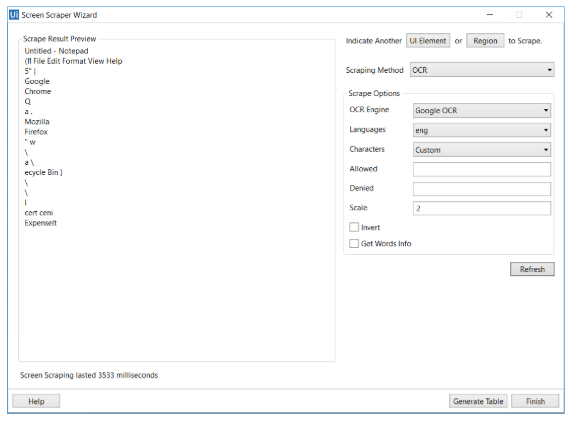 Ui Screen Scraper Wizard
Scrape Result Preview
Untitled - Notepad
(fl File Edit Format View Help
5" |
Google
Chrome
Q
a .
Mozilla
Firefox
" w
\
a \
ecycle Bin }
\
\
I
cert ceni
Expenselt
Screen Scraping lasted 3533 milliseconds
Indicate Another UI Element or Region to Scrape.
Scraping Method OCR
Scrape Options
OCR Engine Google OCR
Languages eng
Characters Custom
Allowed
Denied
Scale 2
Invert
Get Words Info
Refresh
Help Generate Table Finish